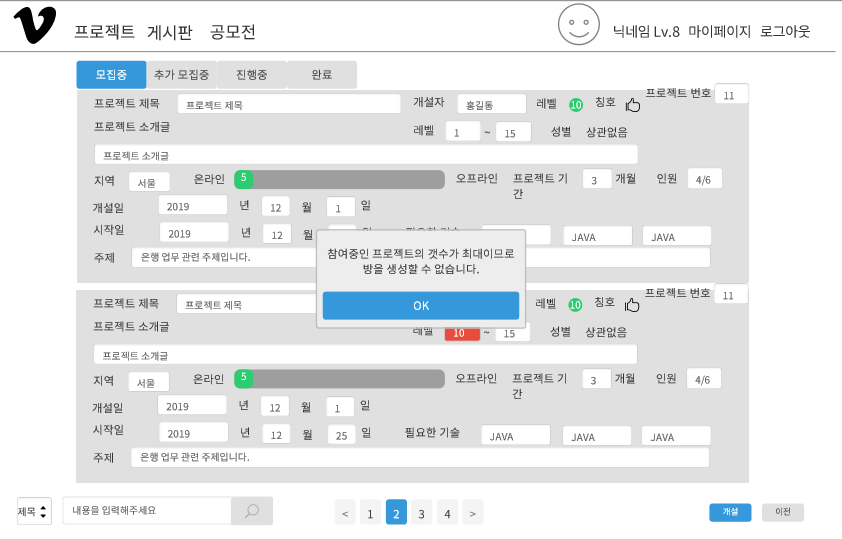 프로젝트 게시판 공모전 닉네임 Lv.8 마이페이지 로그아웃
모집중 추가 모집중 진행중 완료
프로젝트 제목 프로젝트 제목 개설자 홍길동 레벨 10 칭호 프로젝트 번호 11
프로젝트 소개글 레벨 1 ~ 15 성별 상관없음
프로젝트 소개글
지역 서울 온라인 5 오프라인 프로젝트 기간 3 개월 인원 4/6
개설일 2019 년 12 월 1 일
시작일 2019 년 12 월 JAVA JAVA
주제 은행 업무 관련 주제입니다.
참여중인 프로젝트의 갯수가 최대이므로
방을 생성할 수 없습니다.
OK
프로젝트 제목 프로젝트 제목 레벨 10 칭호 프로젝트 번호 11
프로젝트 소개글 레벨 10 ~ 15 성별 상관없음
프로젝트 소개글
지역 서울 온라인 5 오프라인 프로젝트 기간 3 개월 인원 4/6
개설일 2019 년 12 월 1 일
시작일 2019 년 12 월 25 일 필요한 기술 JAVA JAVA JAVA
주제 은행 업무 관련 주제입니다.
제목 내용을 입력해주세요 < 1 2 3 4 > 개설 이전